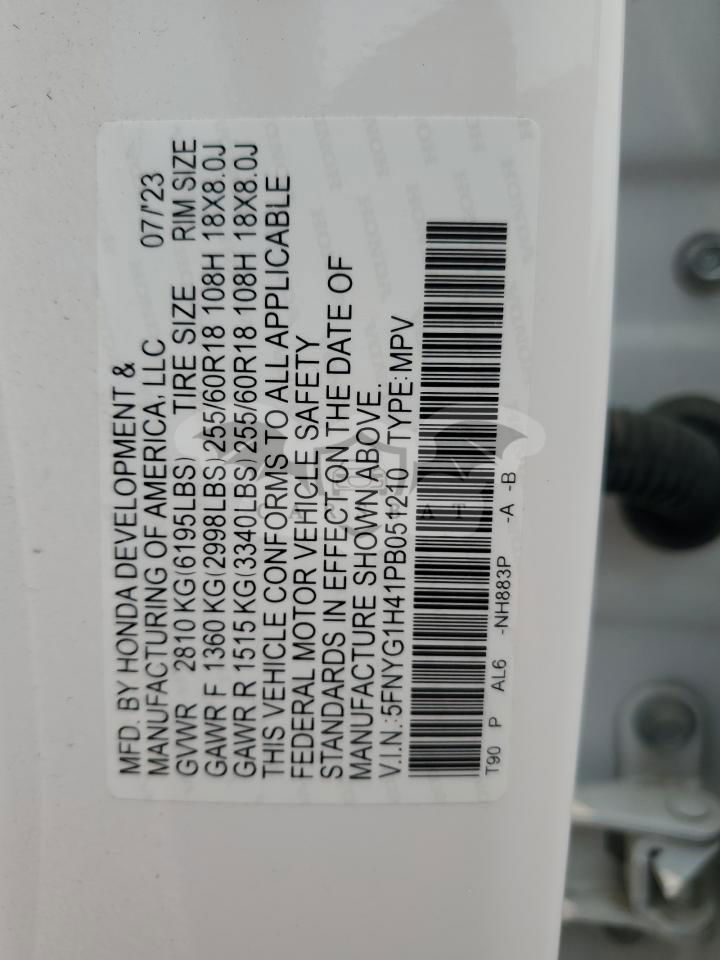 MFD. BY HONDA DEVELOPMENT &
MANUFACTURING OF AMERICA, LLC 07/'23
GVWR 2810 KG(6195LBS) TIRE SIZE RIM SIZE
GAWR F 1360 KG(2998LBS) 255/60R18 108H 18X8.0J
GAWR R 1515 KG(3340LBS) 255/60R18 108H 18X8.0J
THIS VEHICLE CONFORMS TO ALL APPLICABLE
FEDERAL MOTOR VEHICLE SAFETY
STANDARDS IN EFFECT ON THE DATE OF
MANUFACTURE SHOWN ABOVE.
V.I.N.:5FNYG1H41PB051210 TYPE:MPV
T90 P AL6 -NH883P -A -B